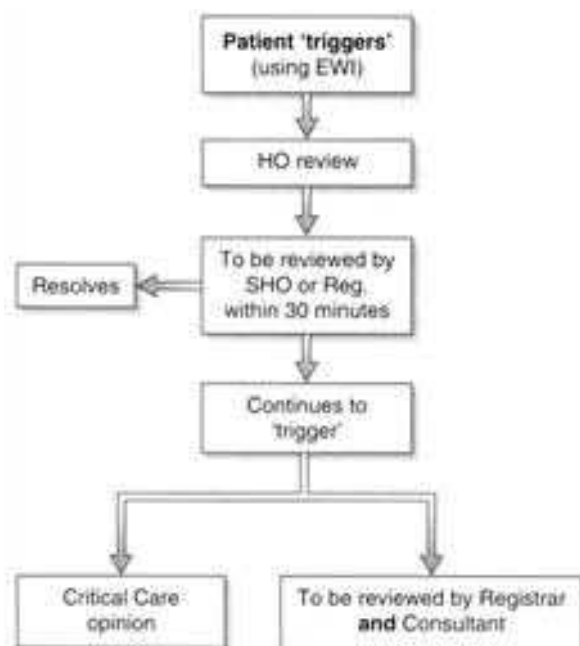 Patient 'triggers'
(using EWI)
HO review
To be reviewed by
SHO or Reg.
within 30 minutes
Resolves
Continues to
'trigger'
Critical Care
opinion
To be reviewed by Registrar
and Consultant